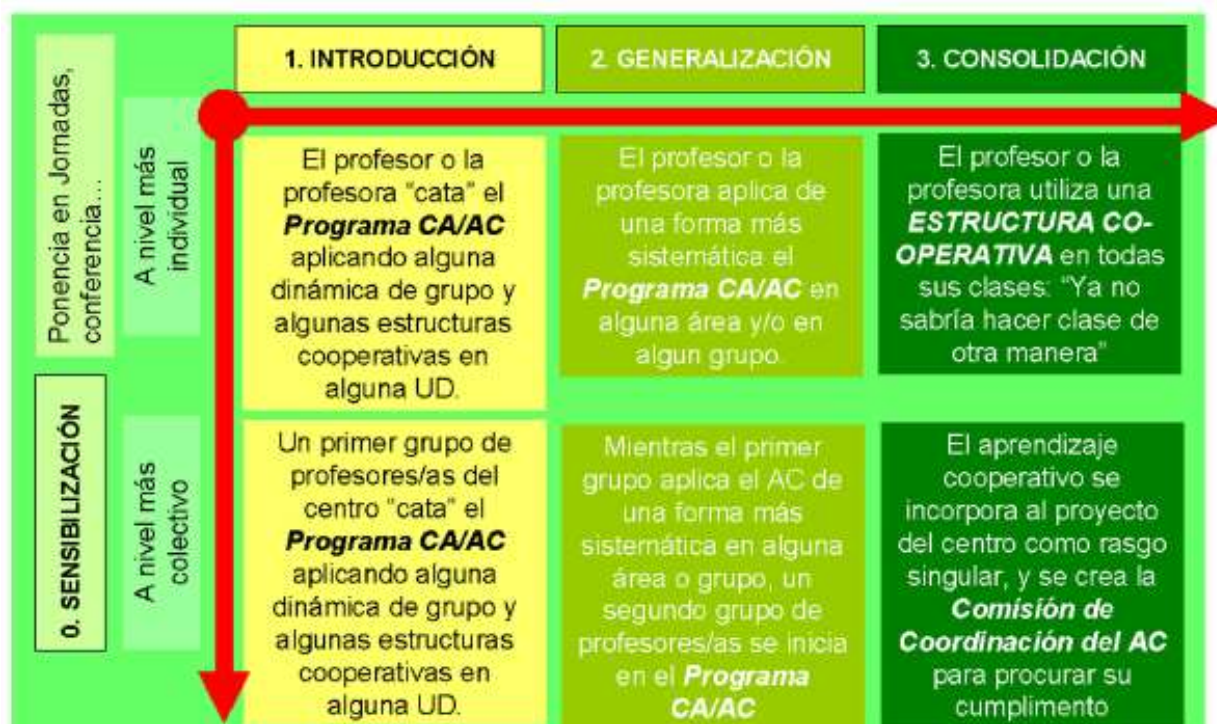 1. INTRODUCCIÓN
2. GENERALIZACIÓN
3. CONSOLIDACIÓN
Ponencia en Jornadas,
conferencia...
A nivel más
individual
El profesor o la
profesora “cata” el
Programa CA/AC
aplicando alguna
dinámica de grupo y
algunas estructuras
cooperativas en
alguna UD.
El profesor o la
profesora aplica de
una forma más
sistemática el
Programa CA/AC en
alguna área y/o en
algun grupo.
El profesor o la
profesora utiliza una
ESTRUCTURA CO-
OPERATIVA en todas
sus clases: “Ya no
sabría hacer clase de
otra manera”
0. SENSIBILIZACIÓN
A nivel más
colectivo
Un primer grupo de
profesores/as del
centro “cata” el
Programa CA/AC
aplicando alguna
dinámica de grupo y
algunas estructuras
cooperativas en
alguna UD.
Mientras el primer
grupo aplica el AC de
una forma más
sistemática en alguna
área o grupo, un
segundo grupo de
profesores/as se inicia
en el Programa
CA/AC
El aprendizaje
cooperativo se
incorpora al proyecto
del centro como rasgo
singular, y se crea la
Comisión de
Coordinación del AC
para procurar su
cumplimento